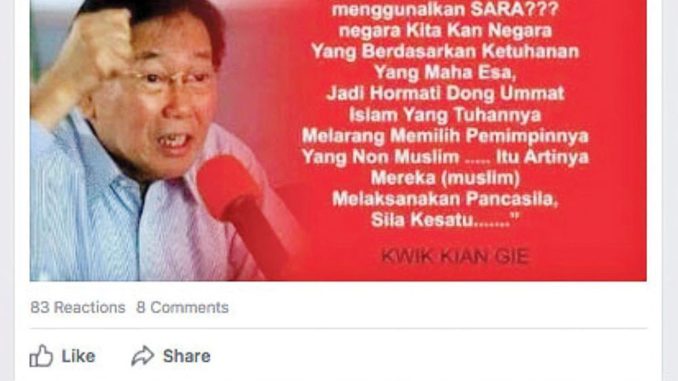 menggunalkan SARA???
negara Kita Kan Negara
Yang Berdasarkan Ketuhanan
Yang Maha Esa,
Jadi Hormati Dong Ummat
Islam Yang Tuhannya
Melarang Memilih Pemimpinnya
Yang Non Muslim ..... Itu Artinya
Mereka (muslim)
Melaksanakan Pancasila,
Sila Kesatu......."
KWIK KIAN GIE
83 Reactions 8 Comments
Like Share